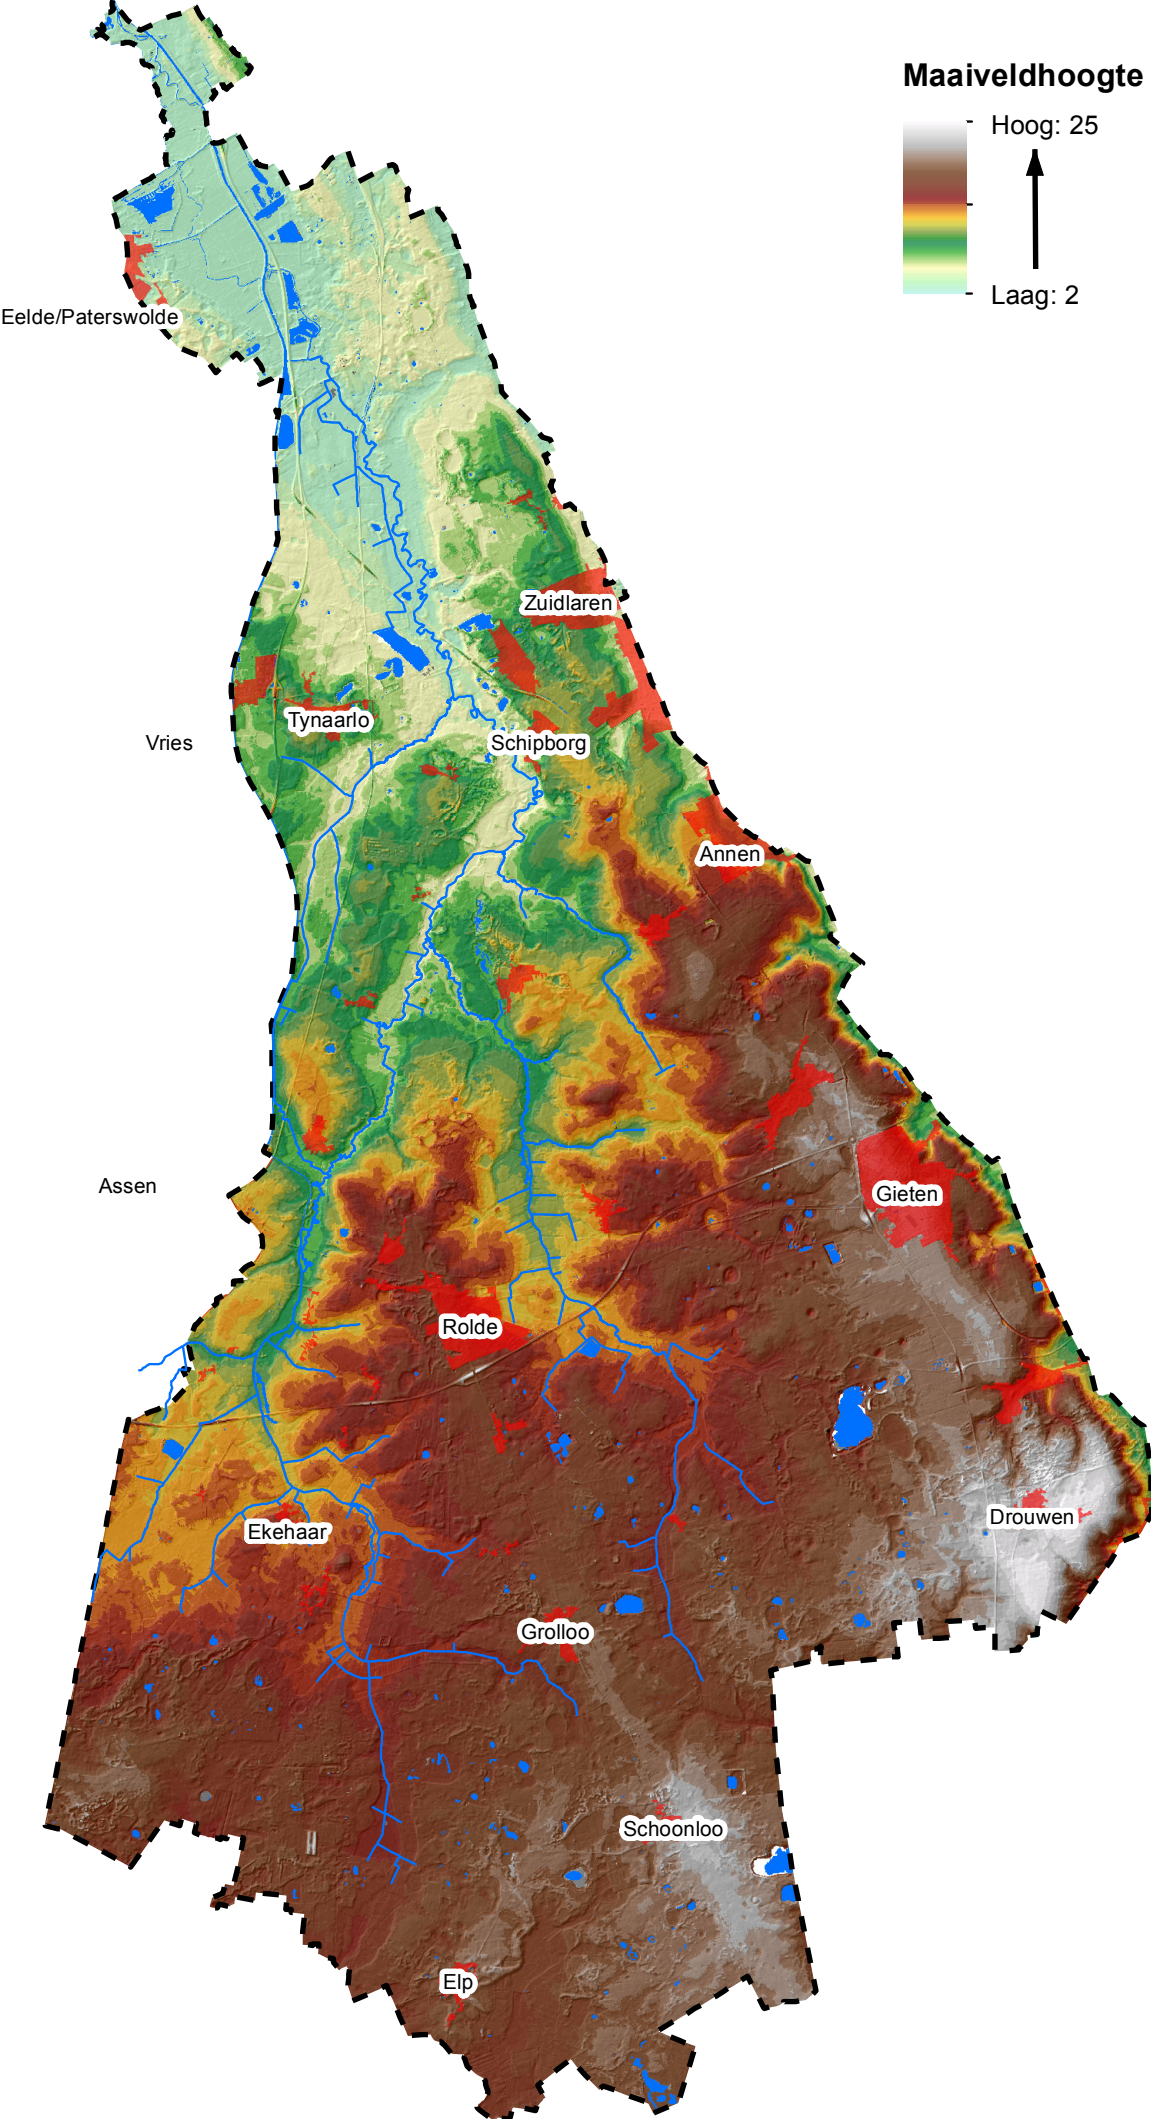 Maaiveldhoogte
Hoog: 25
Laag: 2
Eelde/Paterswolde
Zuidlaren
Tynaarlo
Vries
Schipborg
Annen
Assen
Gieten
Rolde
Drouwen
Ekehaar
Grolloo
Schoonloo
Elp